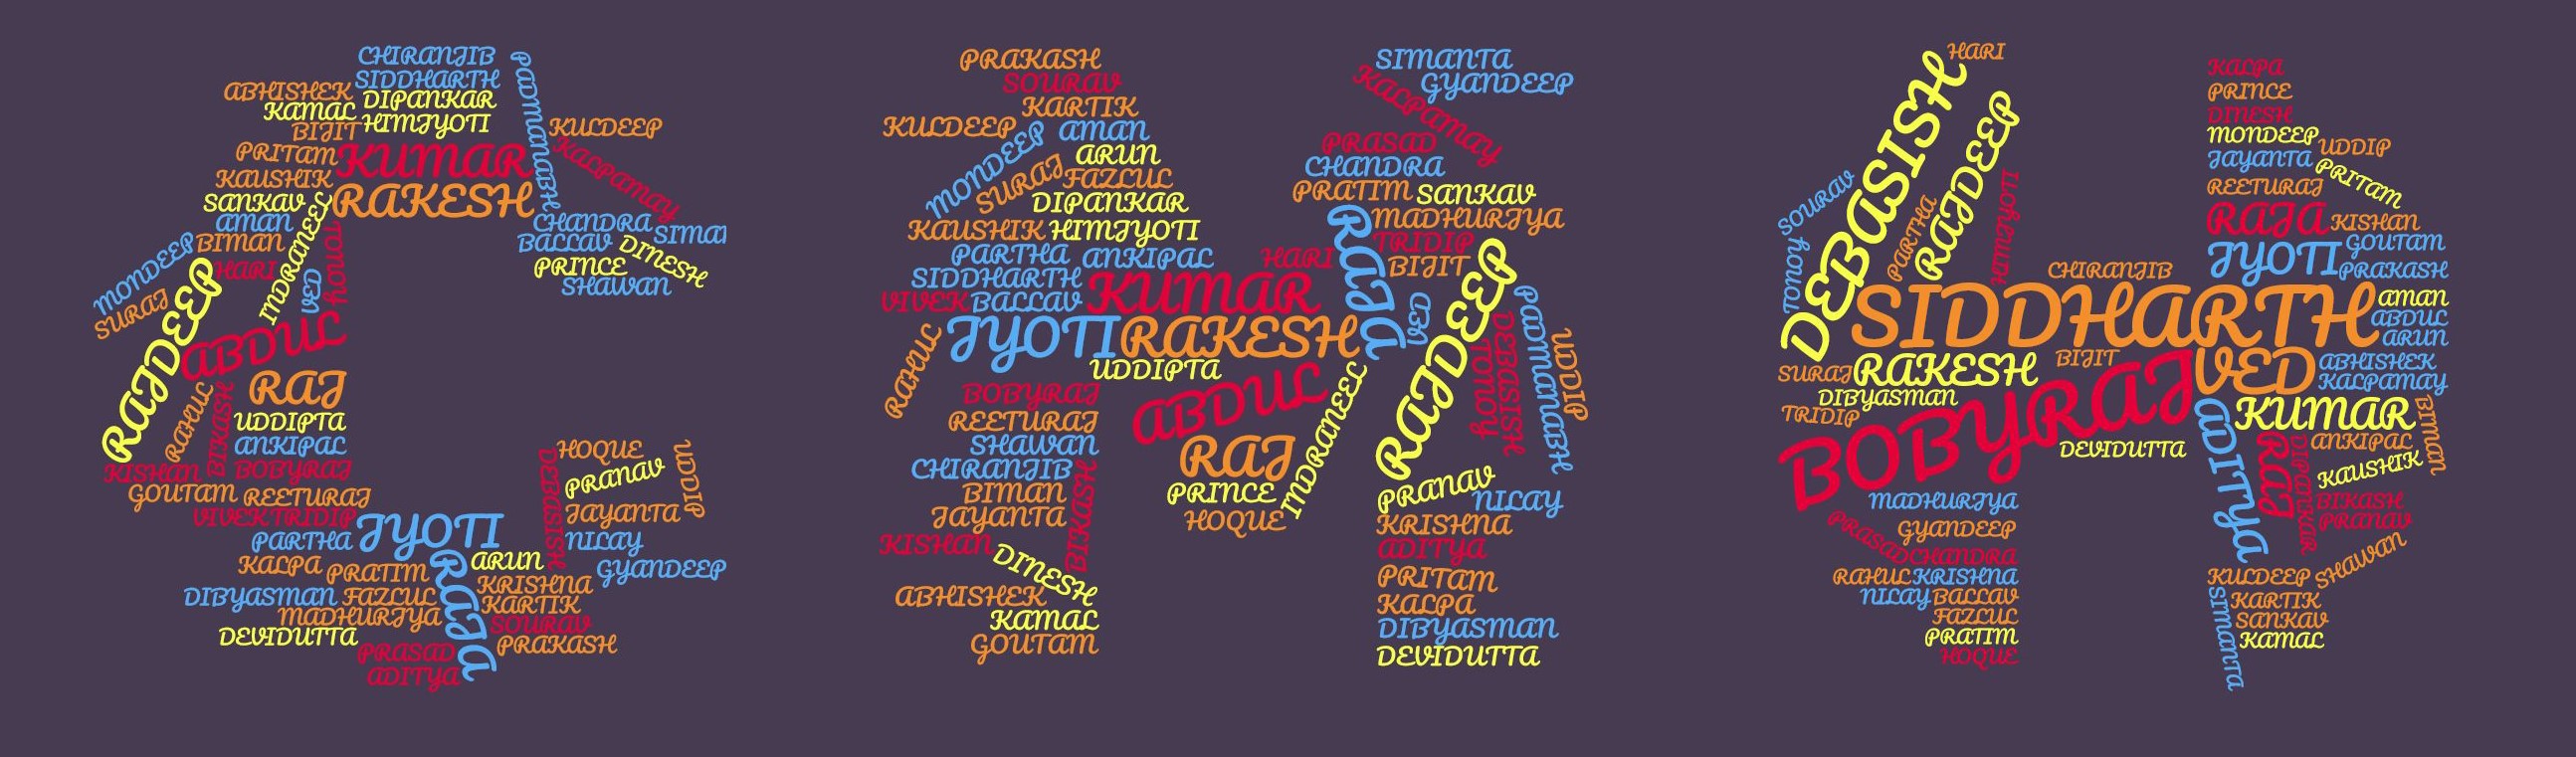 CHIRANJIB
SIDDHARTH
ABHISHEK
DIPANKAR
KAMAL
HIMJYOTI
BIJIT
PADMANABH
KULDEEP
PRITAM
KUMAR
KALPAMAY
KAUSHIK
RAKESH
SANKAV
INDRANEEL
AMAN
TONOY
CHANDRA
SIMAN
BIMAN
BALLAV
DINESH
MONDEEP
HARI
VED
PRINCE
SHAWAN
SURAJ
RAJDEEP
ABDUL
RAJ
RAHUL
BIKASH
UDDIPTA
ANKIPAL
KISHAN
BOBYRAJ
HOQUE
UDDIP
DEBASISH
PRANAV
GOUTAM
REETURAJ
VIVEK
TRIDIP
JYOTI
JAYANTA
PARTHA
NILAY
KALPA
PRATIM
RAJA
ARUN
GYANDEEP
DIBYASMAN
FAZLUL
KRISHNA
MADHURJYA
KARTIK
DEVIDUTTA
SOURAV
PRASAD
PRAKASH
ADITYA
PRAKASH
SOURAV
KARTIK
KULDEEP
AMAN
MONDEEP
ARUN
SURAJ
FAZLUL
DIPANKAR
KAUSHIK
HIMJYOTI
PARTHA
ANKIPAL
SIDDHARTH
HARI
VIVEK
BALLAV
KUMAR
JYOTI
RAKESH
RAHUL
UDDIPTA
BOBYRAJ
ABDUL
REETURAJ
INDRANEEL
SHAWAN
RAJ
CHIRANJIB
BIKASH
BIMAN
PRINCE
JAYANTA
HOQUE
KISHAN
DINESH
ABHISHEK
KAMAL
GOUTAM
SIMANTA
GYANDEEP
KALPAMAY
PRASAD
CHANDRA
PRATIM
SANKAV
RAJA
MADHURJYA
TRIDIP
BIJIT
RAJDEEP
VED
PADMANABH
DEBASISH
TONOY
UDDIP
PRANAV
NILAY
KRISHNA
ADITYA
PRITAM
KALPA
DIBYASMAN
DEVIDUTTA
HARI
DEBASISH
RAJDEEP
SOURAV
PARTHA
HIMJYOTI
TONOY
CHIRANJIB
SIDDHARTH
SURAJ
RAKESH
BIJIT
DIBYASMAN
TRIDIP
BOBYRAJ
DEVIDUTTA
MADHURJYA
PRASAD
GYANDEEP
CHANDRA
RAHUL
KRISHNA
NILAY
BALLAV
FAZLUL
PRATIM
HOQUE
KALPA
PRINCE
DINESH
MONDEEP
UDDIP
JAYANTA
PRITAM
REETURAJ
RAJA
KISHAN
JYOTI
GOUTAM
PRAKASH
AMAN
ABDUL
ARUN
VED
ABHISHEK
KALPAMAY
ADITYA
KUMAR
BIMAN
RAJ
DIPANKAR
ANKIPAL
KAUSHIK
BIKASH
PRANAV
SHAWAN
KULDEEP
SIMANTA
KARTIK
SANKAV
KAMAL